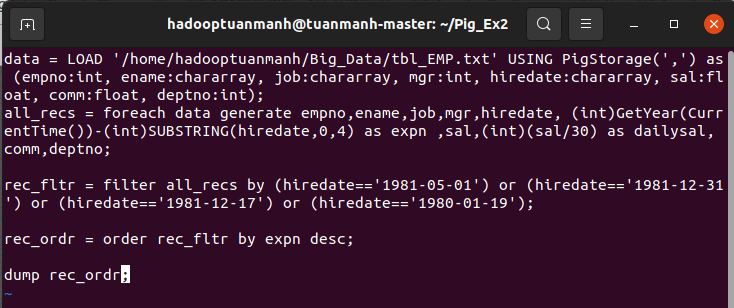 hadooptuanmanh@tuanmanh-master: ~/Pig_Ex2
data = LOAD '/home/hadooptuanmanh/Big_Data/tbl_EMP.txt' USING PigStorage(',') as
 (empno:int, ename:chararray, job:chararray, mgr:int, hiredate:chararray, sal:fl
oat, comm:float, deptno:int);
all_recs = foreach data generate empno,ename,job,mgr,hiredate, (int)GetYear(Curr
entTime())-(int)SUBSTRING(hiredate,0,4) as expn ,sal,(int)(sal/30) as dailysal,
comm,deptno;
rec_fltr = filter all_recs by (hiredate=='1981-05-01') or (hiredate=='1981-12-31
') or (hiredate=='1981-12-17') or (hiredate=='1980-01-19');
rec_ordr = order rec_fltr by expn desc;
dump rec_ordr;
~